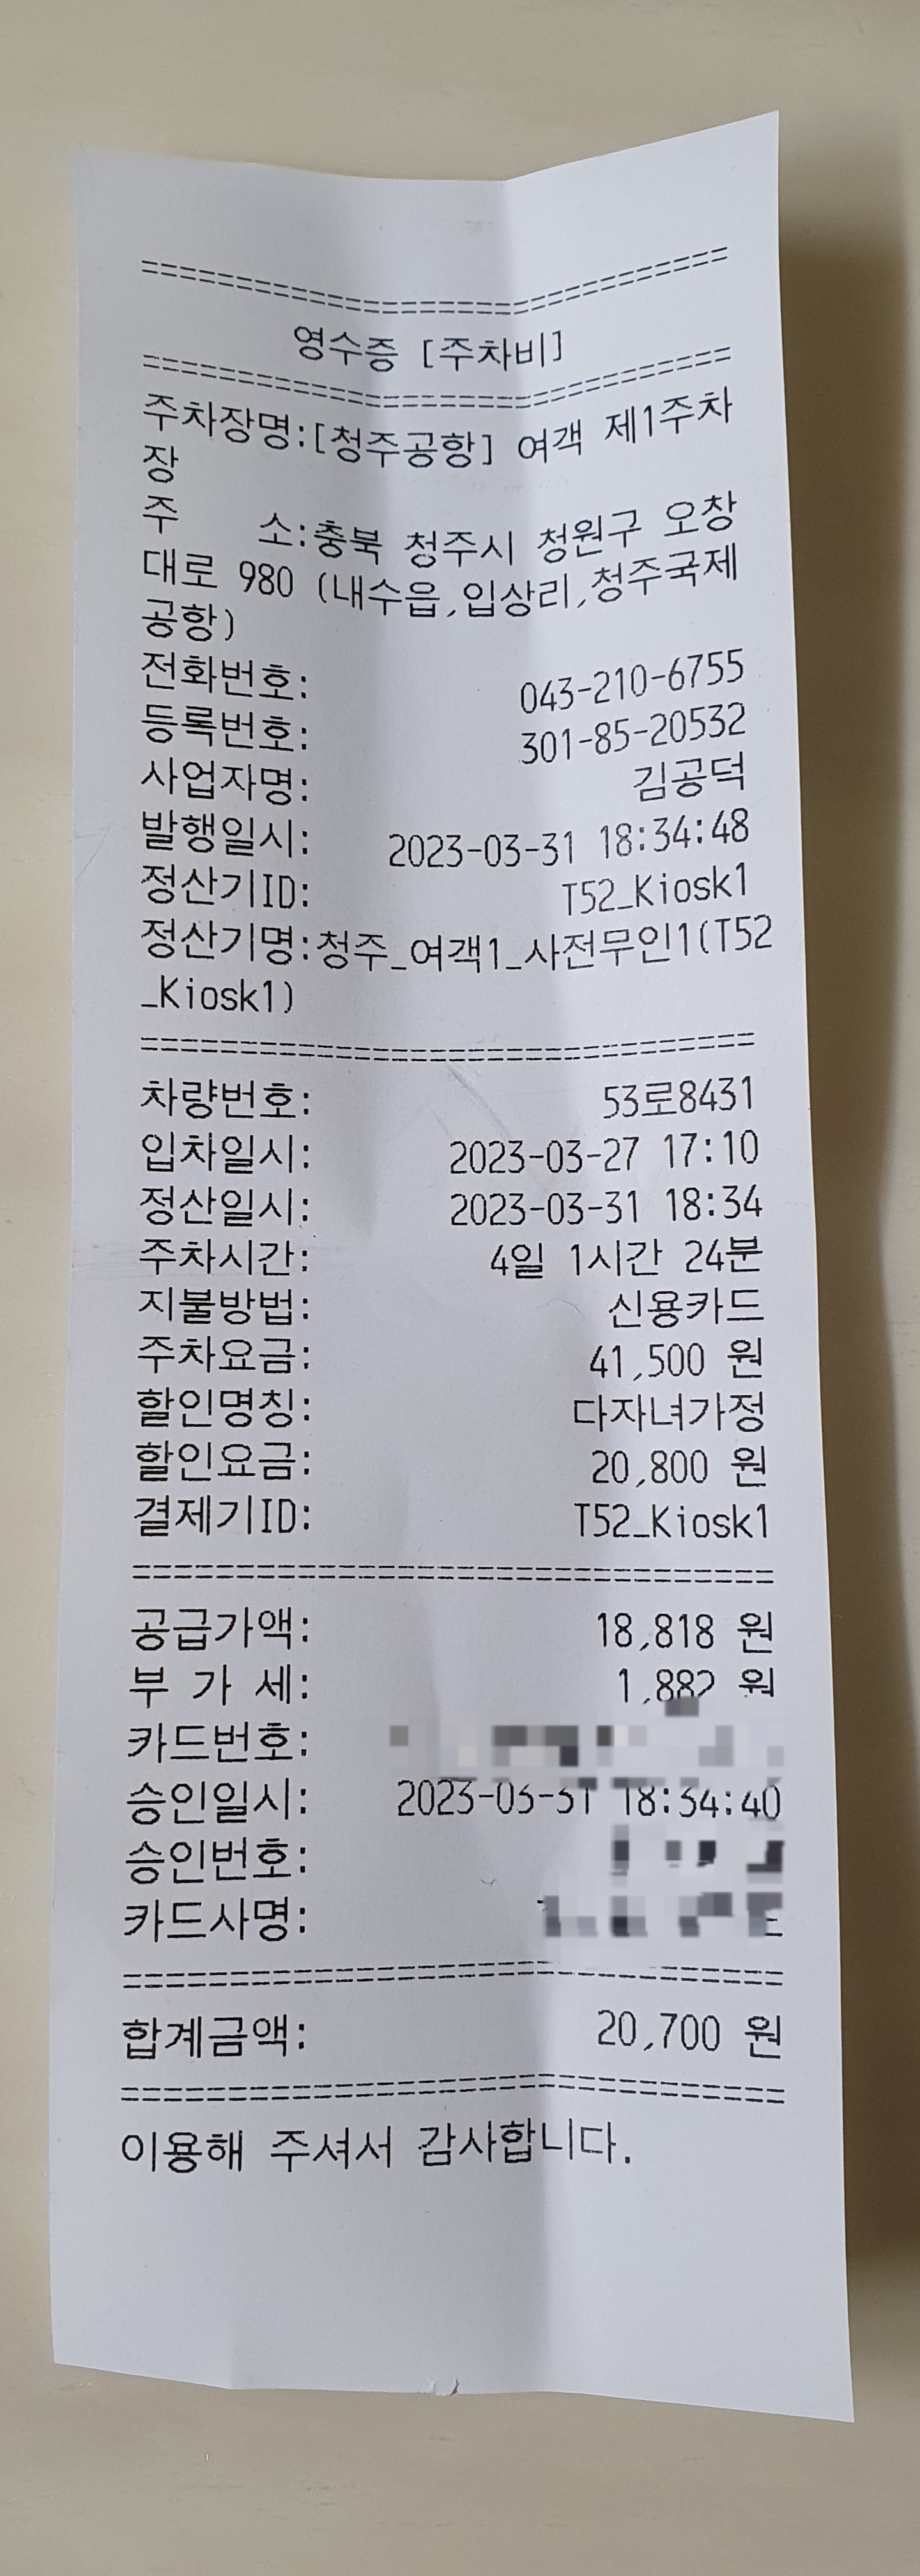 ==============================
영수증 [주차비]
==============================
주차장명:[청주공항] 여객 제1주차
장
주 소:충북 청주시 청원구 오창
대로 980 (내수읍,입상리,청주국제
공항)
전화번호: 043-210-6755
등록번호: 301-85-20532
사업자명: 김공덕
발행일시: 2023-03-31 18:34:48
정산기ID: T52_Kiosk1
정산기명:청주_여객1_사전무인1(T52
_Kiosk1)
==============================
차량번호: 53로8431
입차일시: 2023-03-27 17:10
정산일시: 2023-03-31 18:34
주차시간: 4일 1시간 24분
지불방법: 신용카드
주차요금: 41,500 원
할인명칭: 다자녀가정
할인요금: 20,800 원
결제기ID: T52_Kiosk1
==============================
공급가액: 18,818 원
부 가 세: 1,882 원
카드번호:
승인일시: 2023-03-31 18:34:40
승인번호:
카드사명:
==============================
합계금액: 20,700 원
==============================
이용해 주셔서 감사합니다.